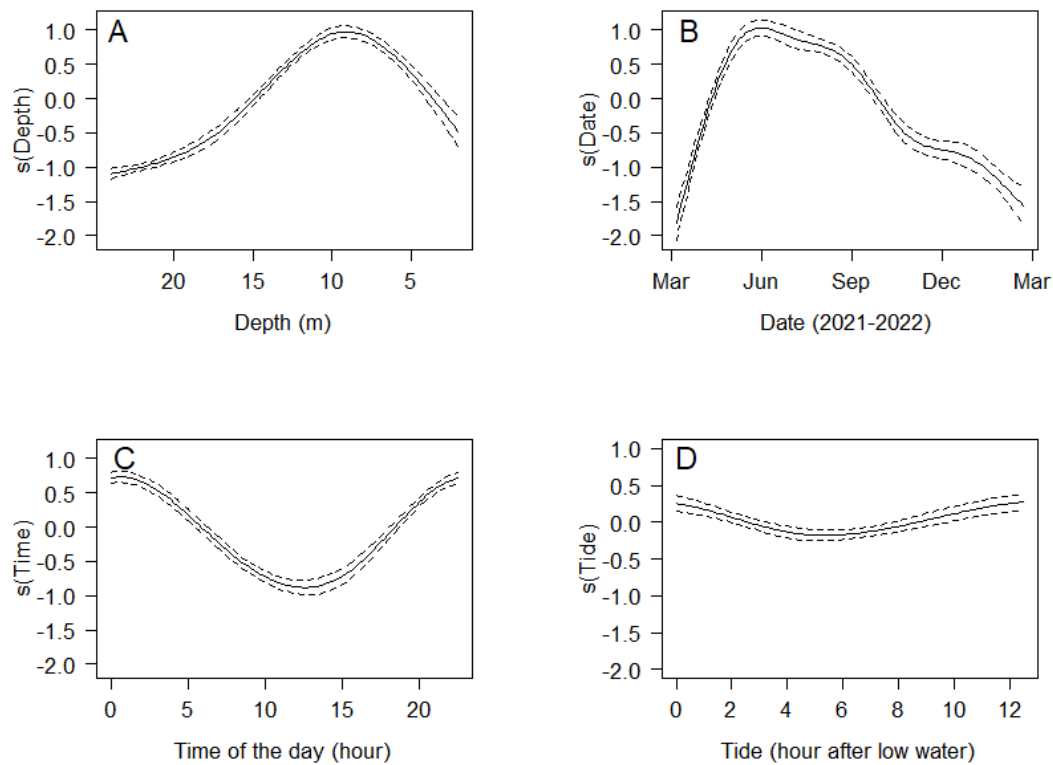 A
1.0
0.5
0.0
-0.5
-1.0
-1.5
-2.0
s(Depth)
20 15 10 5
Depth (m)
B
1.0
0.5
0.0
-0.5
-1.0
-1.5
-2.0
s(Date)
Mar Jun Sep Dec Mar
Date (2021-2022)
C
1.0
0.5
0.0
-0.5
-1.0
-1.5
-2.0
s(Time)
0 5 10 15 20
Time of the day (hour)
D
1.0
0.5
0.0
-0.5
-1.0
-1.5
-2.0
s(Tide)
0 2 4 6 8 10 12
Tide (hour after low water)